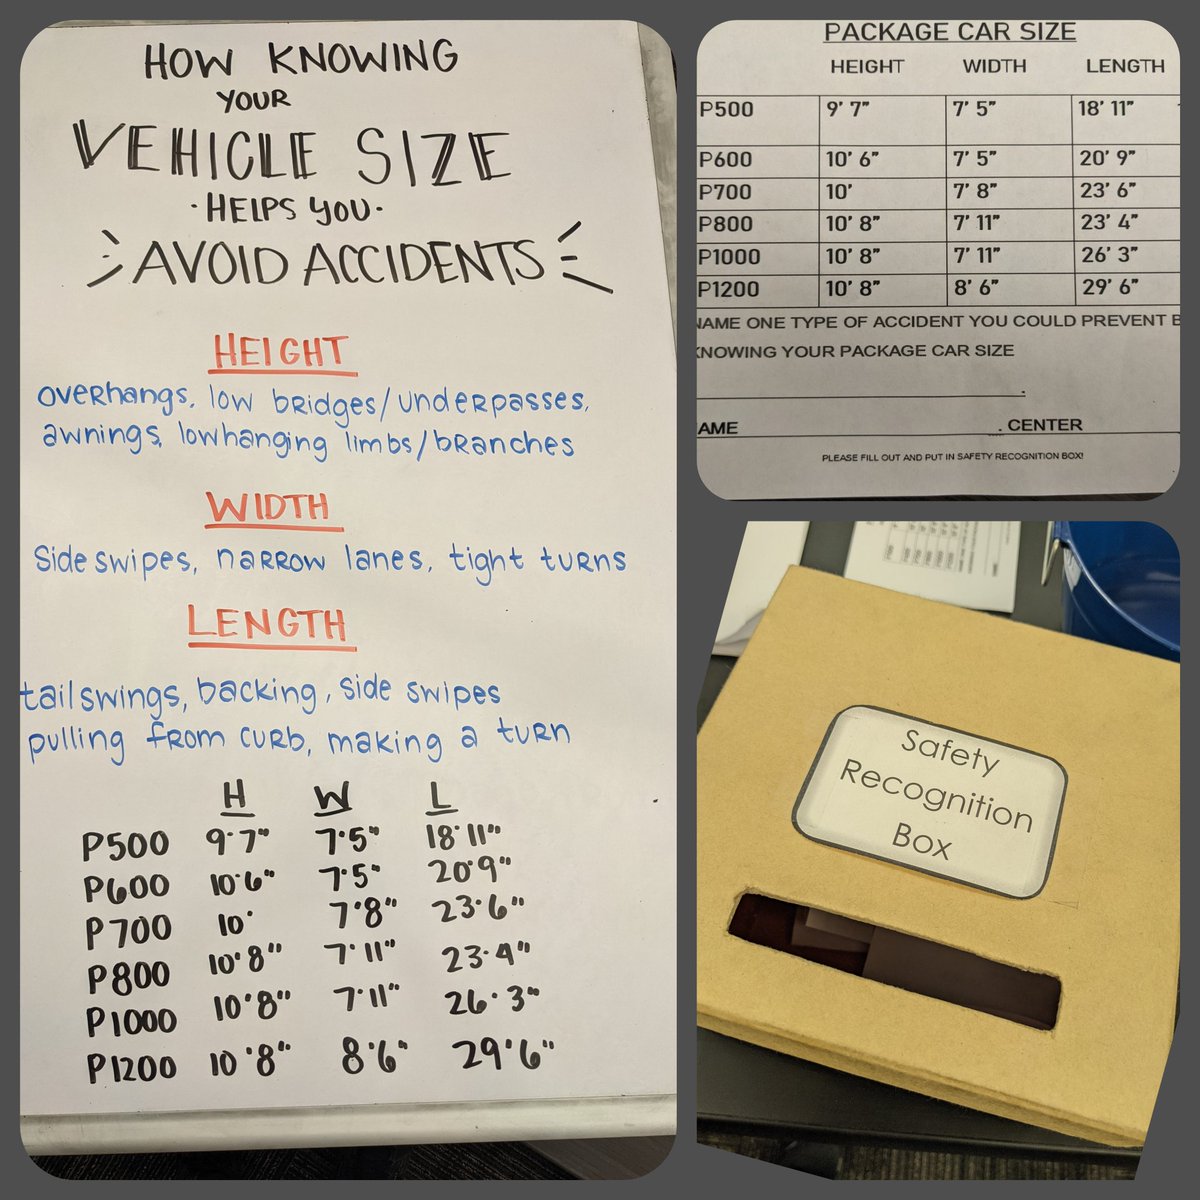 HOW KNOWING
YOUR
VEHICLE SIZE
·HELPS YOU·
AVOID ACCIDENTS
HEIGHT
overhangs, low bridges/underpasses,
awnings, lowhanging limbs/branches
WIDTH
Side swipes, narrow lanes, tight turns
LENGTH
tail swings, backing, side swipes
pulling from curb, making a turn
H W L
P500 9'7" 7'5" 18'11"
P600 10'6" 7'5" 20'9"
P700 10' 7'8" 23'6"
P800 10'8" 7'11" 23'4"
P1000 10'8" 7'11" 26'3"
P1200 10'8" 8'6" 29'6"
PACKAGE CAR SIZE
HEIGHT WIDTH LENGTH
P500 9' 7" 7' 5" 18' 11"
P600 10' 6" 7' 5" 20' 9"
P700 10' 7' 8" 23' 6"
P800 10' 8" 7' 11" 23' 4"
P1000 10' 8" 7' 11" 26' 3"
P1200 10' 8" 8' 6" 29' 6"
NAME ONE TYPE OF ACCIDENT YOU COULD PREVENT B
KNOWING YOUR PACKAGE CAR SIZE
AME . CENTER
PLEASE FILL OUT AND PUT IN SAFETY RECOGNITION BOX!
Safety
Recognition
Box